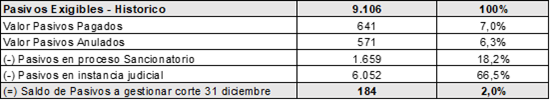 Pasivos Exigibles - Historico 9.106 100%
Valor Pasivos Pagados 641 7,0%
Valor Pasivos Anulados 571 6,3%
(-) Pasivos en proceso Sancionatorio 1.659 18,2%
(-) Pasivos en instancia judicial 6.052 66,5%
(=) Saldo de Pasivos a gestionar corte 31 diciembre 184 2,0%